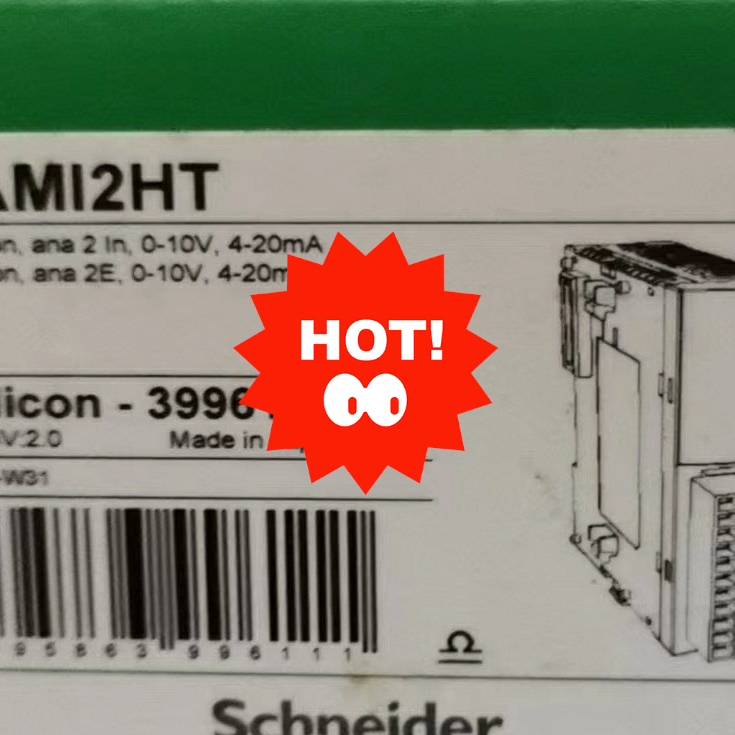 AMI2HT
on, ana 2 In, 0-10V, 4-20mA
on, ana 2E, 0-10V, 4-20m
HOT!
licon - 3996
V:2.0 Made in
-W31
9 5 8 6 3 9 9 6 1 1 1
Schneider